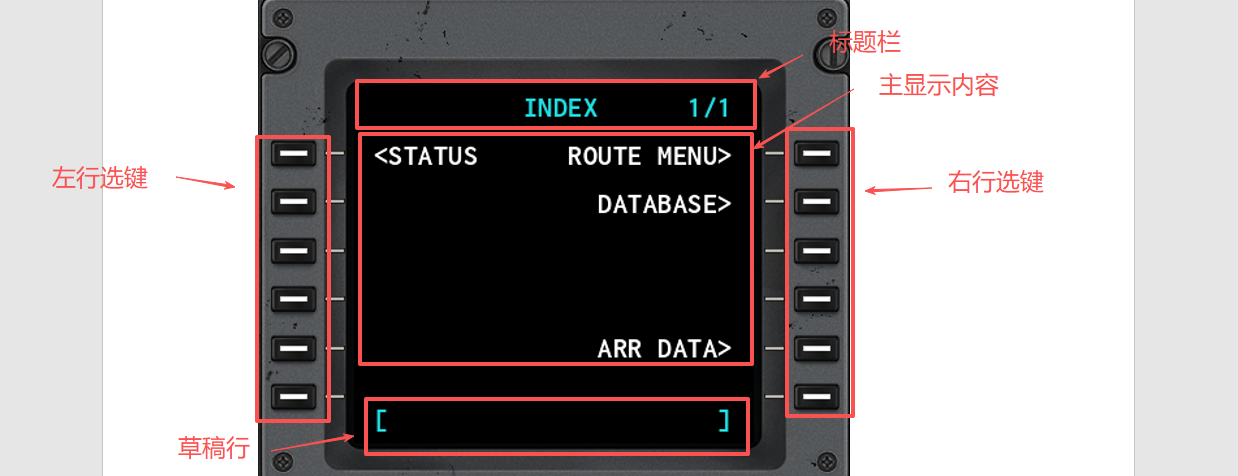 标题栏
主显示内容
INDEX 1/1
<STATUS ROUTE MENU>
左行选键
右行选键
DATABASE>
ARR DATA>
[ ]
草稿行